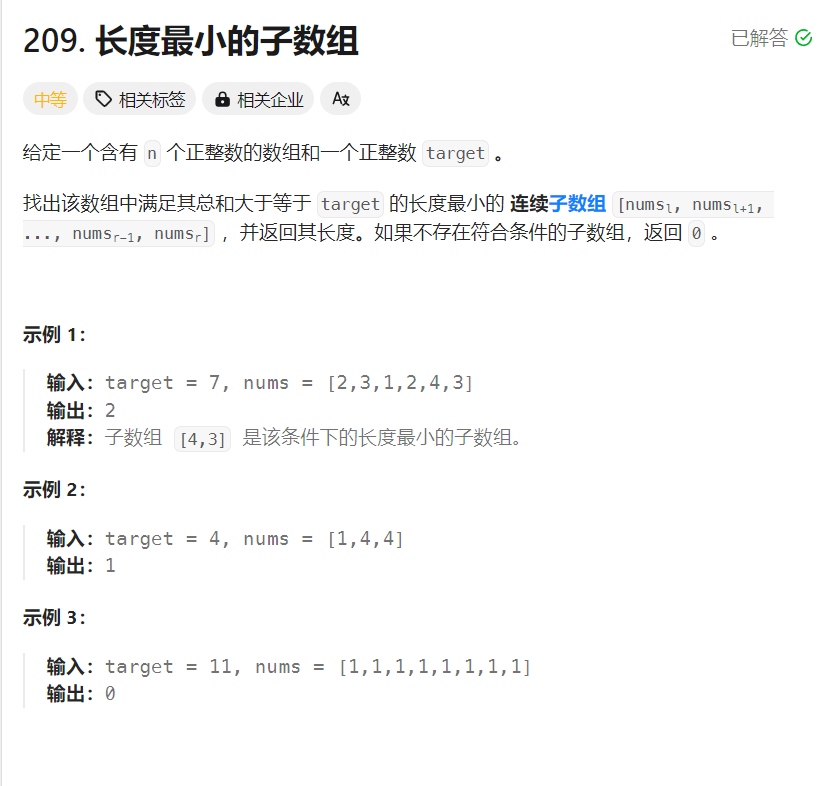 209. 长度最小的子数组
已解答
中等 相关标签 相关企业 Az
给定一个含有 n 个正整数的数组和一个正整数 target 。
找出该数组中满足其总和大于等于 target 的长度最小的 连续子数组 [numsl, numsl+1,
..., numsr-1, numsr] ，并返回其长度。如果不存在符合条件的子数组，返回 0 。
示例 1：
输入：target = 7, nums = [2,3,1,2,4,3]
输出：2
解释：子数组 [4,3] 是该条件下的长度最小的子数组。
示例 2：
输入：target = 4, nums = [1,4,4]
输出：1
示例 3：
输入：target = 11, nums = [1,1,1,1,1,1,1,1]
输出：0